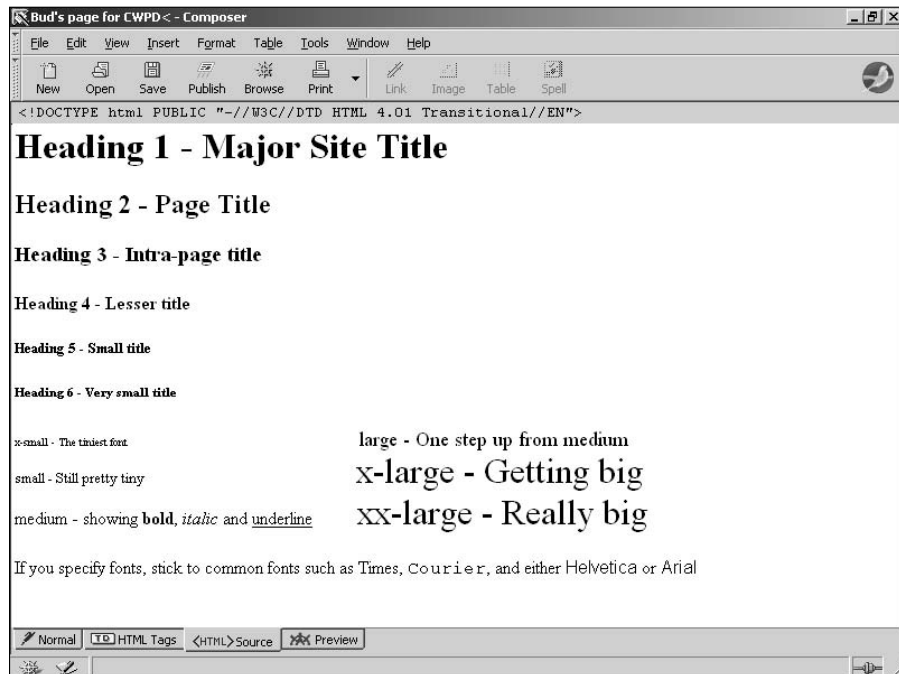 Bud's page for CWPD< - Composer
File Edit View Insert Format Table Tools Window Help
New Open Save Publish Browse Print Link Image Table Spell
<!DOCTYPE html PUBLIC "-//W3C//DTD HTML 4.01 Transitional//EN">
Heading 1 - Major Site Title
Heading 2 - Page Title
Heading 3 - Intra-page title
Heading 4 - Lesser title
Heading 5 - Small title
Heading 6 - Very small title
x-small - The tiniest font
large - One step up from medium
small - Still pretty tiny
x-large - Getting big
medium - showing bold, italic and underline
xx-large - Really big
If you specify fonts, stick to common fonts such as Times, Courier, and either Helvetica or Arial
Normal TD HTML Tags <HTML> Source Preview